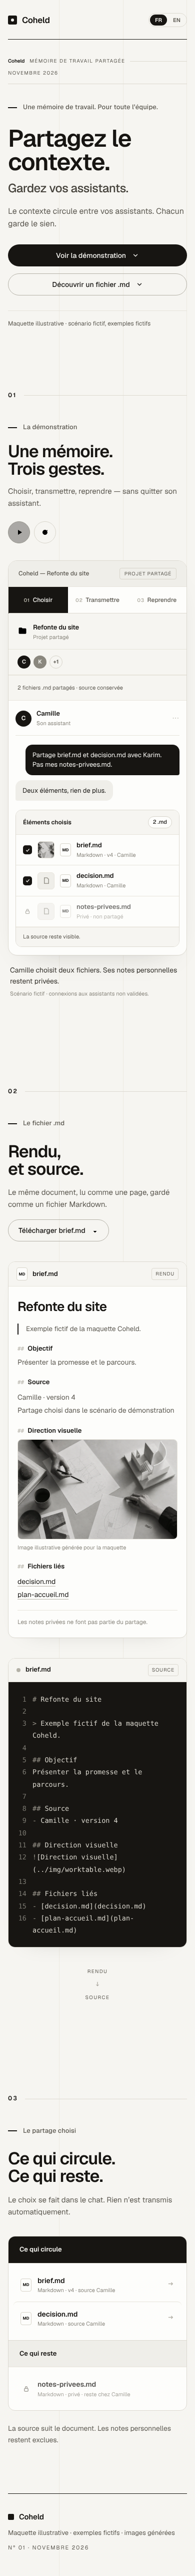 Coheld
FR EN
Coheld MÉMOIRE DE TRAVAIL PARTAGÉE
NOVEMBRE 2026
Une mémoire de travail. Pour toute l'équipe.
Partagez le
contexte.
Gardez vos assistants.
Le contexte circule entre vos assistants. Chacun
garde le sien.
Voir la démonstration
Découvrir un fichier .md
Maquette illustrative · scénario fictif, exemples fictifs
01
La démonstration
Une mémoire.
Trois gestes.
Choisir, transmettre, reprendre — sans quitter son
assistant.
Coheld — Refonte du site
PROJET PARTAGÉ
01 Choisir
02 Transmettre
03 Reprendre
Refonte du site
Projet partagé
C K +1
2 fichiers .md partagés · source conservée
C
Camille
Son assistant
Partage brief.md et decision.md avec Karim.
Pas mes notes-privees.md.
Deux éléments, rien de plus.
Éléments choisis
2 .md
MD
brief.md
Markdown · v4 · Camille
MD
decision.md
Markdown · Camille
MD
notes-privees.md
Privé · non partagé
La source reste visible.
Camille choisit deux fichiers. Ses notes personnelles
restent privées.
Scénario fictif · connexions aux assistants non validées.
02
Le fichier .md
Rendu,
et source.
Le même document, lu comme une page, gardé
comme un fichier Markdown.
Télécharger brief.md
MD brief.md
RENDU
Refonte du site
Exemple fictif de la maquette Coheld.
## Objectif
Présenter la promesse et le parcours.
## Source
Camille · version 4
Partage choisi dans le scénario de démonstration
## Direction visuelle
Image illustrative générée pour la maquette
## Fichiers liés
decision.md
plan-accueil.md
Les notes privées ne font pas partie du partage.
brief.md
SOURCE
1 # Refonte du site
2
3 > Exemple fictif de la maquette
Coheld.
4
5 ## Objectif
6 Présenter la promesse et le
parcours.
7
8 ## Source
9 - Camille · version 4
10
11 ## Direction visuelle
12 ![Direction visuelle]
(../img/worktable.webp)
13
14 ## Fichiers liés
15 - [decision.md](decision.md)
16 - [plan-accueil.md](plan-
accueil.md)
RENDU
↓
SOURCE
03
Le partage choisi
Ce qui circule.
Ce qui reste.
Le choix se fait dans le chat. Rien n'est transmis
automatiquement.
Ce qui circule
MD
brief.md
Markdown · v4 · source Camille
→
MD
decision.md
Markdown · source Camille
→
Ce qui reste
notes-privees.md
Markdown · privé · reste chez Camille
La source suit le document. Les notes personnelles
restent exclues.
Coheld
Maquette illustrative · exemples fictifs · images générées
N° 01 · NOVEMBRE 2026